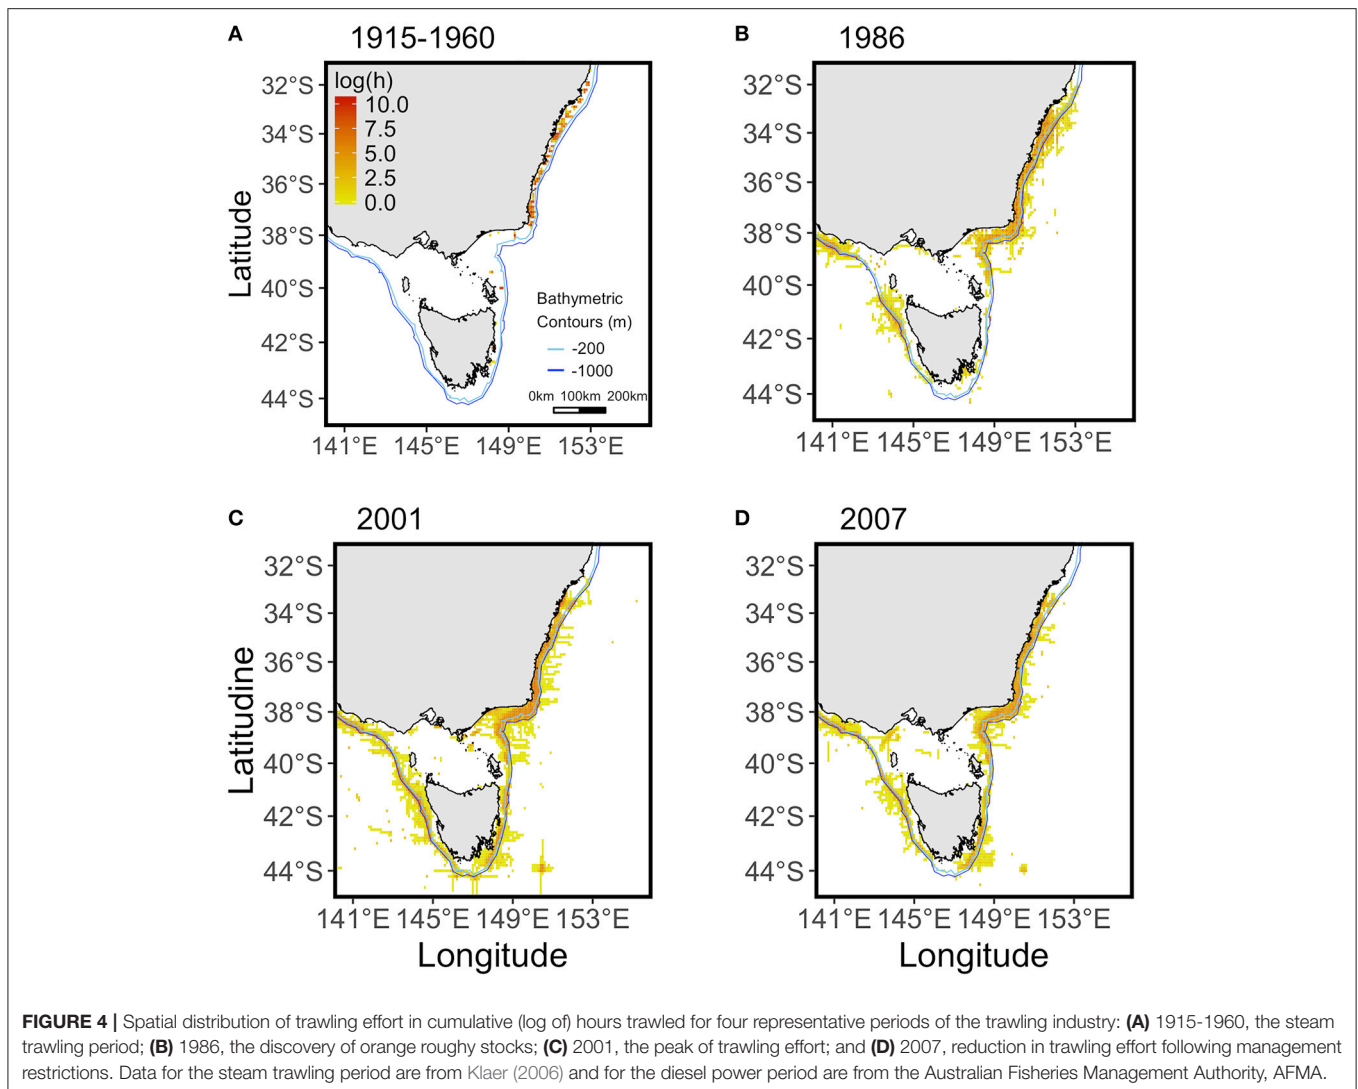 A 1915-1960
log(h)
10.0
7.5
5.0
2.5
0.0
32°S
34°S
36°S
38°S
40°S
42°S
44°S
Latitude
Bathymetric
Contours (m)
-200
-1000
0km 100km 200km
141°E 145°E 149°E 153°E
B 1986
32°S
34°S
36°S
38°S
40°S
42°S
44°S
141°E 145°E 149°E 153°E
C 2001
32°S
34°S
36°S
38°S
40°S
42°S
44°S
Latitudine
141°E 145°E 149°E 153°E
Longitude
D 2007
32°S
34°S
36°S
38°S
40°S
42°S
44°S
141°E 145°E 149°E 153°E
Longitude
FIGURE 4 | Spatial distribution of trawling effort in cumulative (log of) hours trawled for four representative periods of the trawling industry: (A) 1915-1960, the steam
trawling period; (B) 1986, the discovery of orange roughy stocks; (C) 2001, the peak of trawling effort; and (D) 2007, reduction in trawling effort following management
restrictions. Data for the steam trawling period are from Klaer (2006) and for the diesel power period are from the Australian Fisheries Management Authority, AFMA.